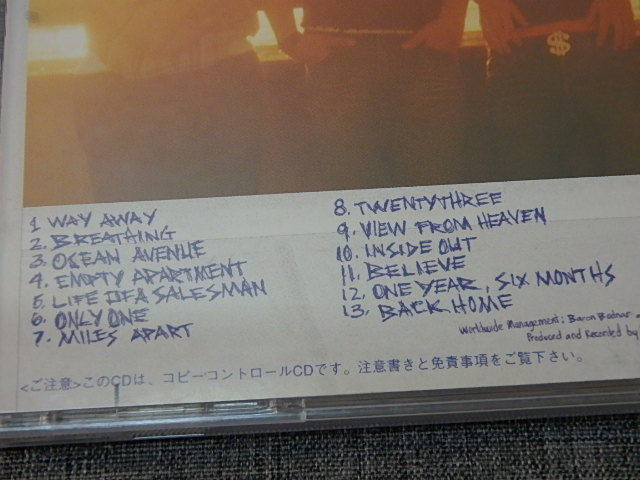 1 WAY AWAY
2. BREATHING
3. OCEAN AVENUE
4. EMPTY APARTMENT
5. LIFE OF A SALESMAN
6. ONLY ONE
7. MILES APART
8. TWENTYTHREE
9. VIEW FROM HEAVEN
10. INSIDE OUT
11. BELIEVE
12. ONE YEAR, SIX MONTHS
13. BACK HOME
Worldwide Management: Baron Bodnar
Produced and Recorded by
<ご注意>このCDは、コピーコントロールCDです。注意書きと免責事項をご覧下さい。
$